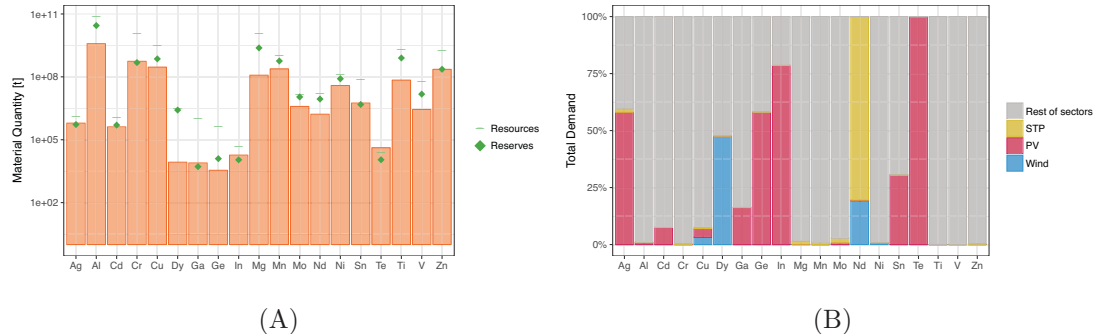 Material Quantity [t]
1e+11
1e+08
1e+05
1e+02
Ag Al Cd Cr Cu Dy Ga Ge In Mg Mn Mo Nd Ni Sn Te Ti V Zn
Resources
Reserves
(A)
B)
Total Demand
100%
75%
50%
25%
0%
Ag Al Cd Cr Cu Dy Ga Ge In Mg Mn Mo Nd Ni Sn Te Ti V Zn
Rest of sectors
STP
PV
Wind
(B)